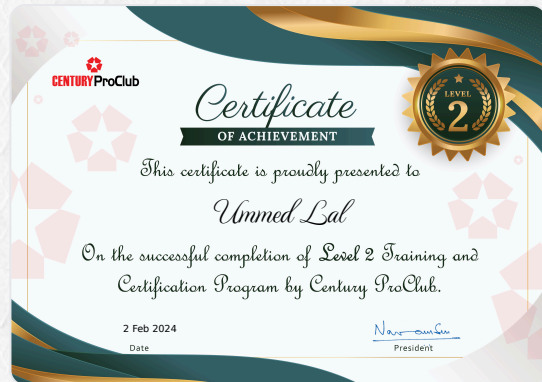 CENTURY ProClub
Certificate
OF ACHIEVEMENT
LEVEL
2
This certificate is proudly presented to
Ummed Lal
On the successful completion of Level 2 Training and
Certification Program by Century ProClub.
2 Feb 2024
Date
President